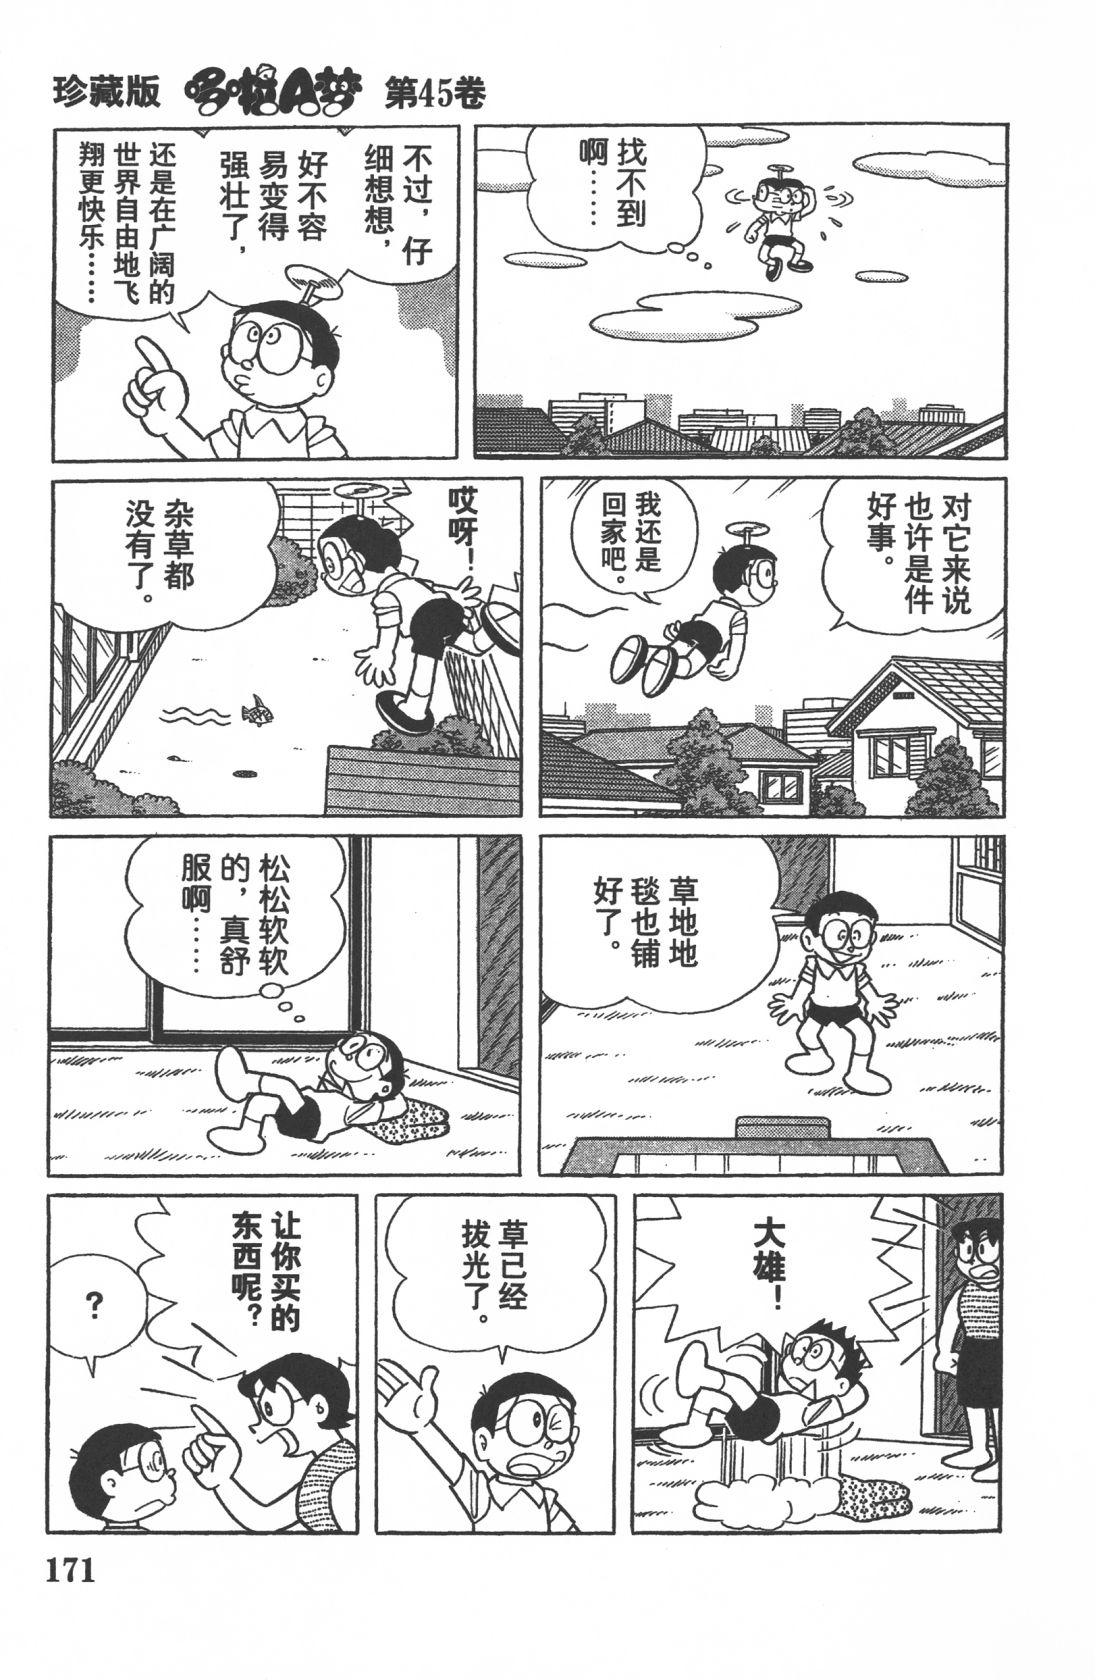 珍藏版 哆啦A梦 第45卷
找不到
啊……
不过，仔
细想想，
好不容
易变得
强壮了，
还是在广阔的
世界自由地飞
翔更快乐……
对它来说
也许是件
好事。
我还是
回家吧。
哎呀！
杂草都
没有了。
草地地
毯也铺
好了。
松松软软
的，真舒
服啊……
大雄！
草已经
拔光了。
让你买的
东西呢？
？
171